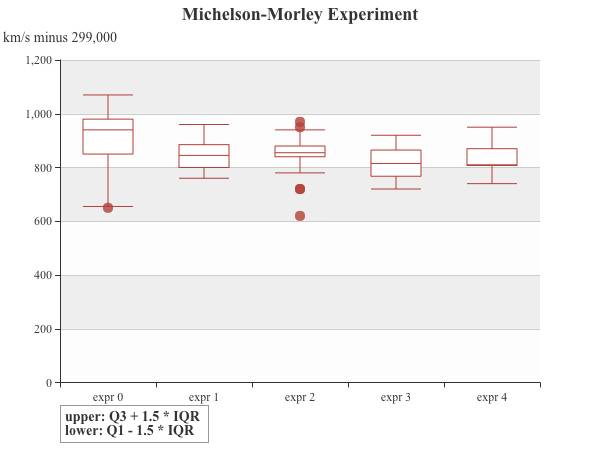 Michelson-Morley Experiment
km/s minus 299,000
1,200
1,000
800
600
400
200
0
expr 0 expr 1 expr 2 expr 3 expr 4
upper: Q3 + 1.5 * IQR
lower: Q1 - 1.5 * IQR